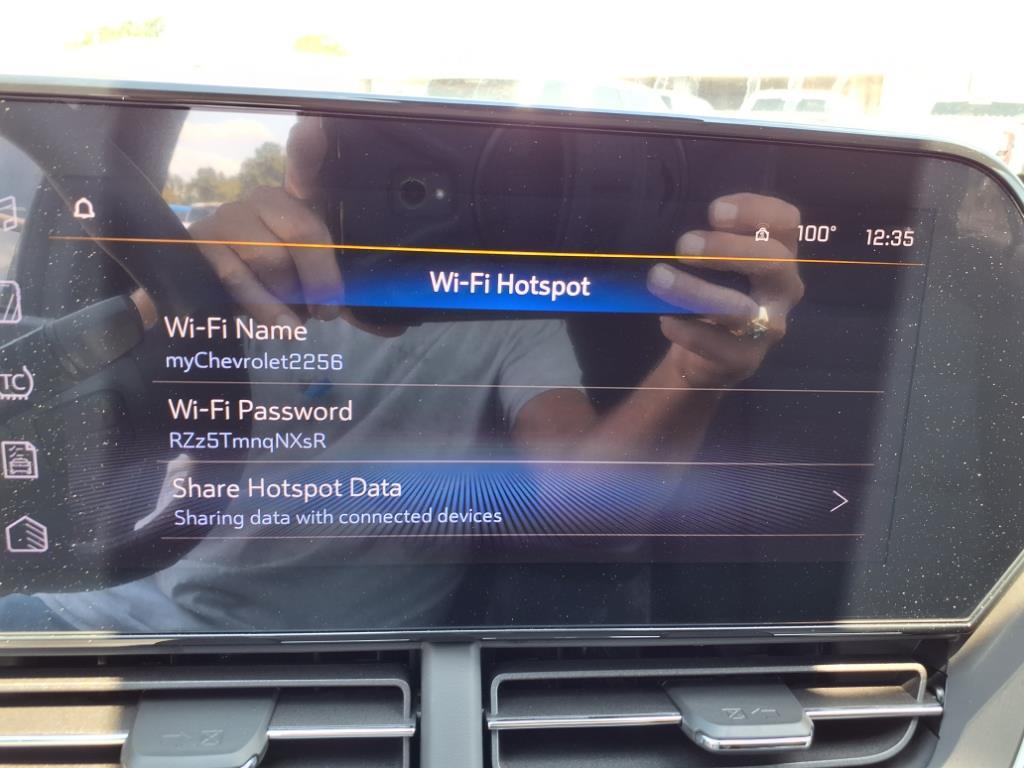 100° 12:35
Wi-Fi Hotspot
Wi-Fi Name
myChevrolet2256
Wi-Fi Password
RZz5TmnqNXsR
TC
Share Hotspot Data
Sharing data with connected devices